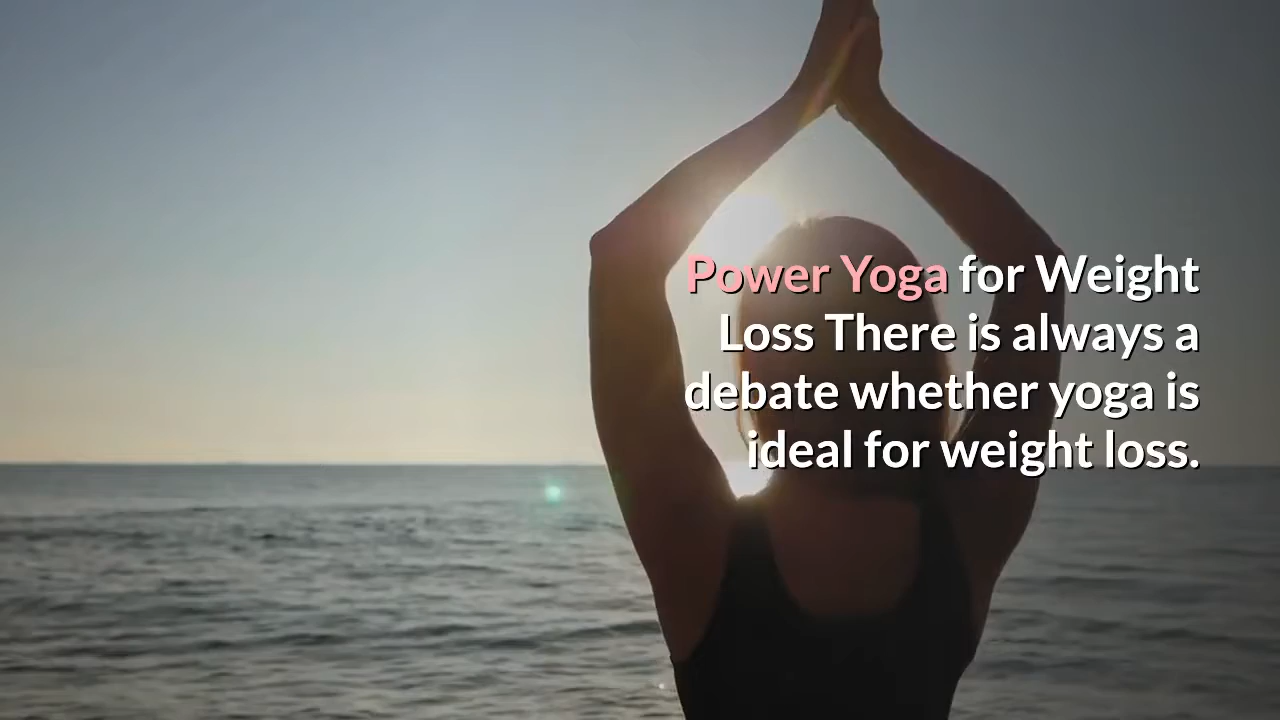 Power Yoga for Weight
Loss There is always a
debate whether yoga is
ideal for weight loss.